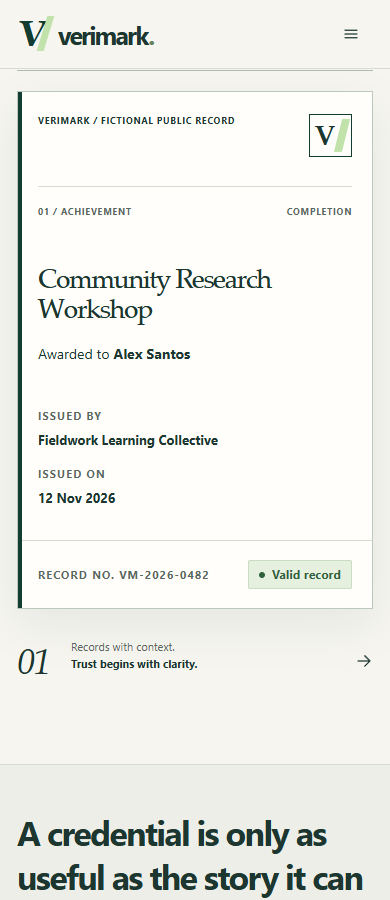 V verimark.
VERIMARK / FICTIONAL PUBLIC RECORD
V
01 / ACHIEVEMENT
COMPLETION
Community Research
Workshop
Awarded to Alex Santos
ISSUED BY
Fieldwork Learning Collective
ISSUED ON
12 Nov 2026
RECORD NO. VM-2026-0482
Valid record
01
Records with context.
Trust begins with clarity.
A credential is only as
useful as the story it can